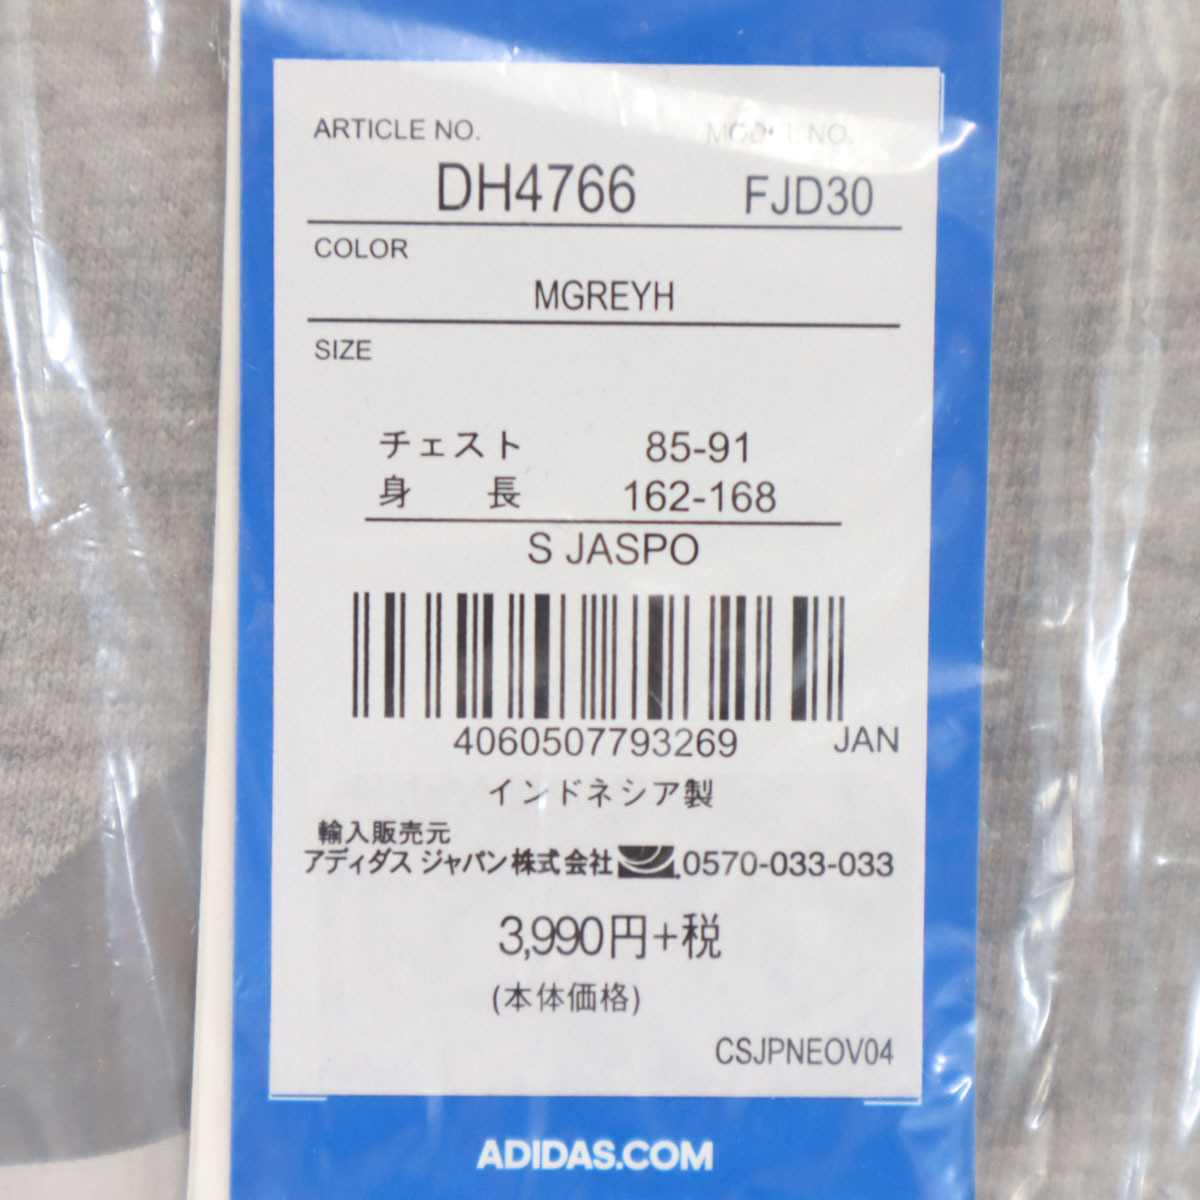 ARTICLE NO. MODEL NO.
DH4766 FJD30
COLOR
MGREYH
SIZE
チェスト 85-91
身 長 162-168
S JASPO
4060507793269 JAN
インドネシア製
輸入販売元
アディダス ジャパン株式会社 0570-033-033
3,990円+税
(本体価格)
CSJPNEOV04
ADIDAS.COM